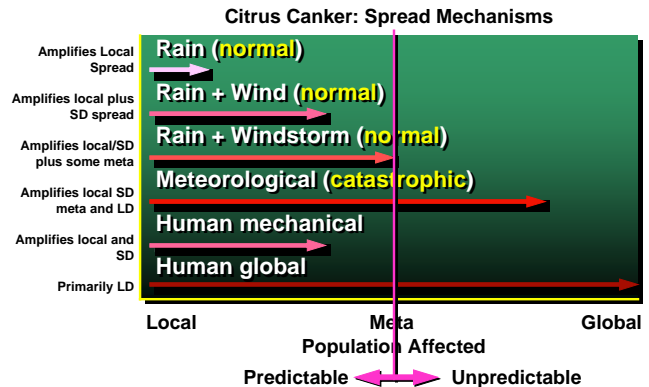 Citrus Canker: Spread Mechanisms
Amplifies Local
Spread
Rain (normal)
Amplifies local plus
SD spread
Rain + Wind (normal)
Amplifies local/SD
plus some meta
Rain + Windstorm (normal)
Amplifies local SD
meta and LD
Meteorological (catastrophic)
Amplifies local and
SD
Human mechanical
Primarily LD
Human global
Local Meta Global
Population Affected
Predictable Unpredictable